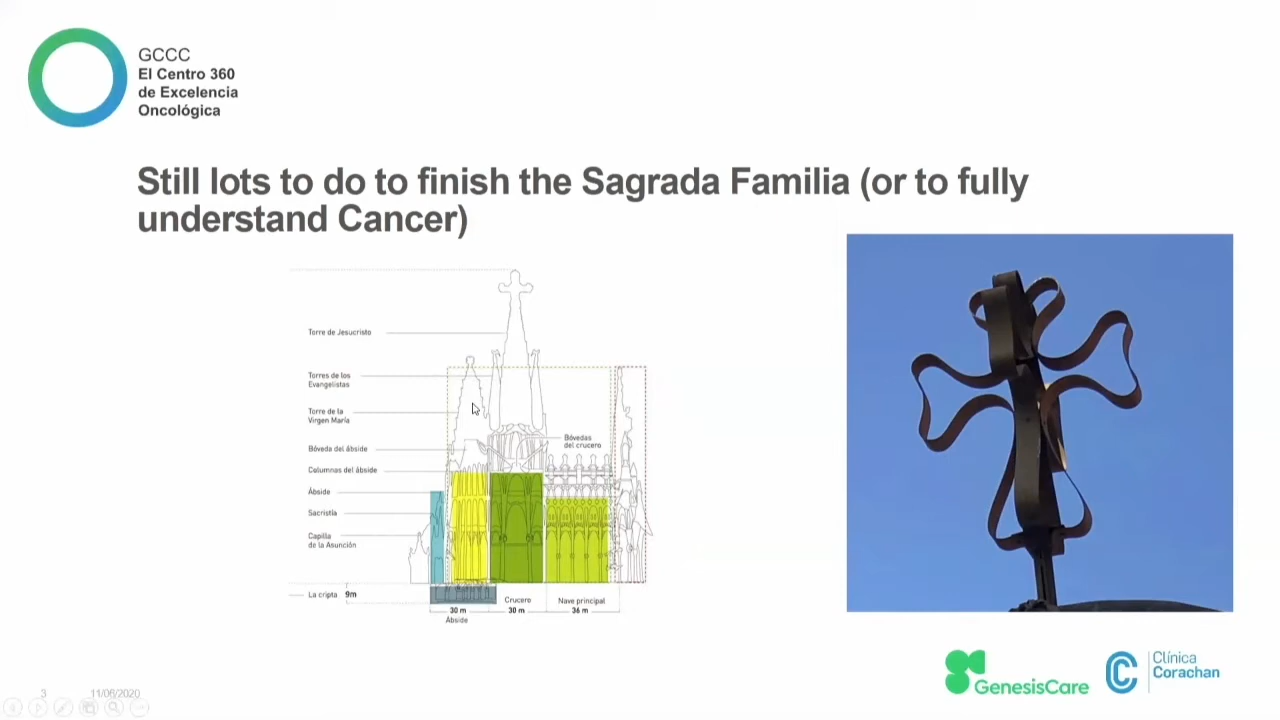 GCCC
El Centro 360
de Excelencia
Oncológica
Still lots to do to finish the Sagrada Familia (or to fully
understand Cancer)
Torre de Jesucristo
Torres de los
Evangelistas
Torre de la
Virgen María
Bóveda del ábside
Columnas del ábside
Ábside
Sacristía
Capilla
de la Asunción
Bóvedas
del crucero
La cripta 9m
Crucero
Nave principal
30 m
30 m
36 m
Ábside
GenesisCare
Clínica
Corachan
3
11/06/2020